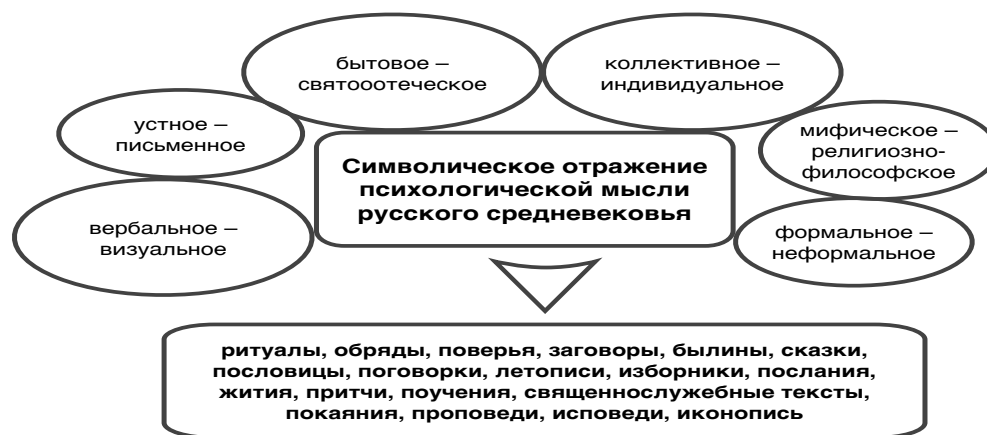 бытовое –
святооотеческое
коллективное –
индивидуальное
устное –
письменное
мифическое –
религиозно-
философское
Символическое отражение
психологической мысли
русского средневековья
вербальное –
визуальное
формальное –
неформальное
ритуалы, обряды, поверья, заговоры, былины, сказки,
пословицы, поговорки, летописи, изборники, послания,
жития, притчи, поучения, священнослужебные тексты,
покаяния, проповеди, исповеди, иконопись